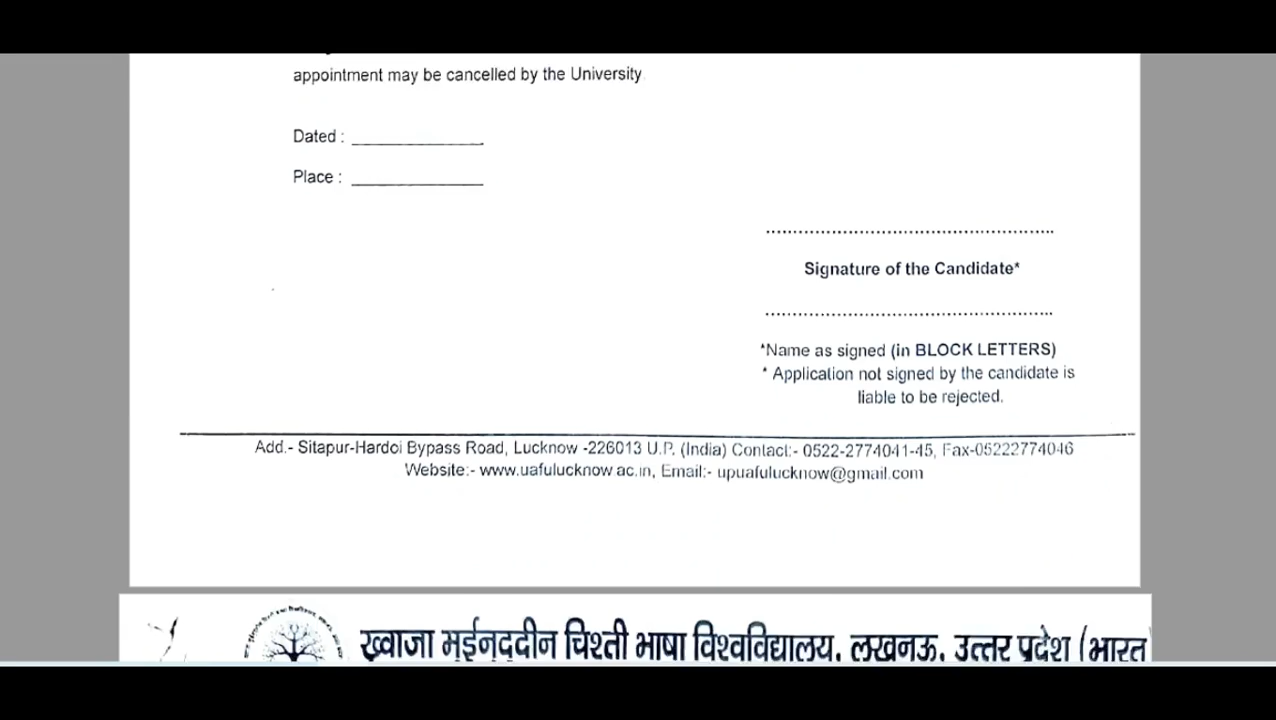 appointment may be cancelled by the University
Dated : ______________
Place : ______________
......................................................
Signature of the Candidate*
......................................................
*Name as signed (in BLOCK LETTERS)
* Application not signed by the candidate is
liable to be rejected.
Add.- Sitapur-Hardoi Bypass Road, Lucknow -226013 U.P. (India) Contact:- 0522-2774041-45, Fax-05222774046
Website:- www.uafulucknow.ac.in, Email:- upuafulucknow@gmail.com
ख्वाजा मुईनुद्दीन चिश्ती भाषा विश्वविद्यालय, लखनऊ, उत्तर प्रदेश (भारत